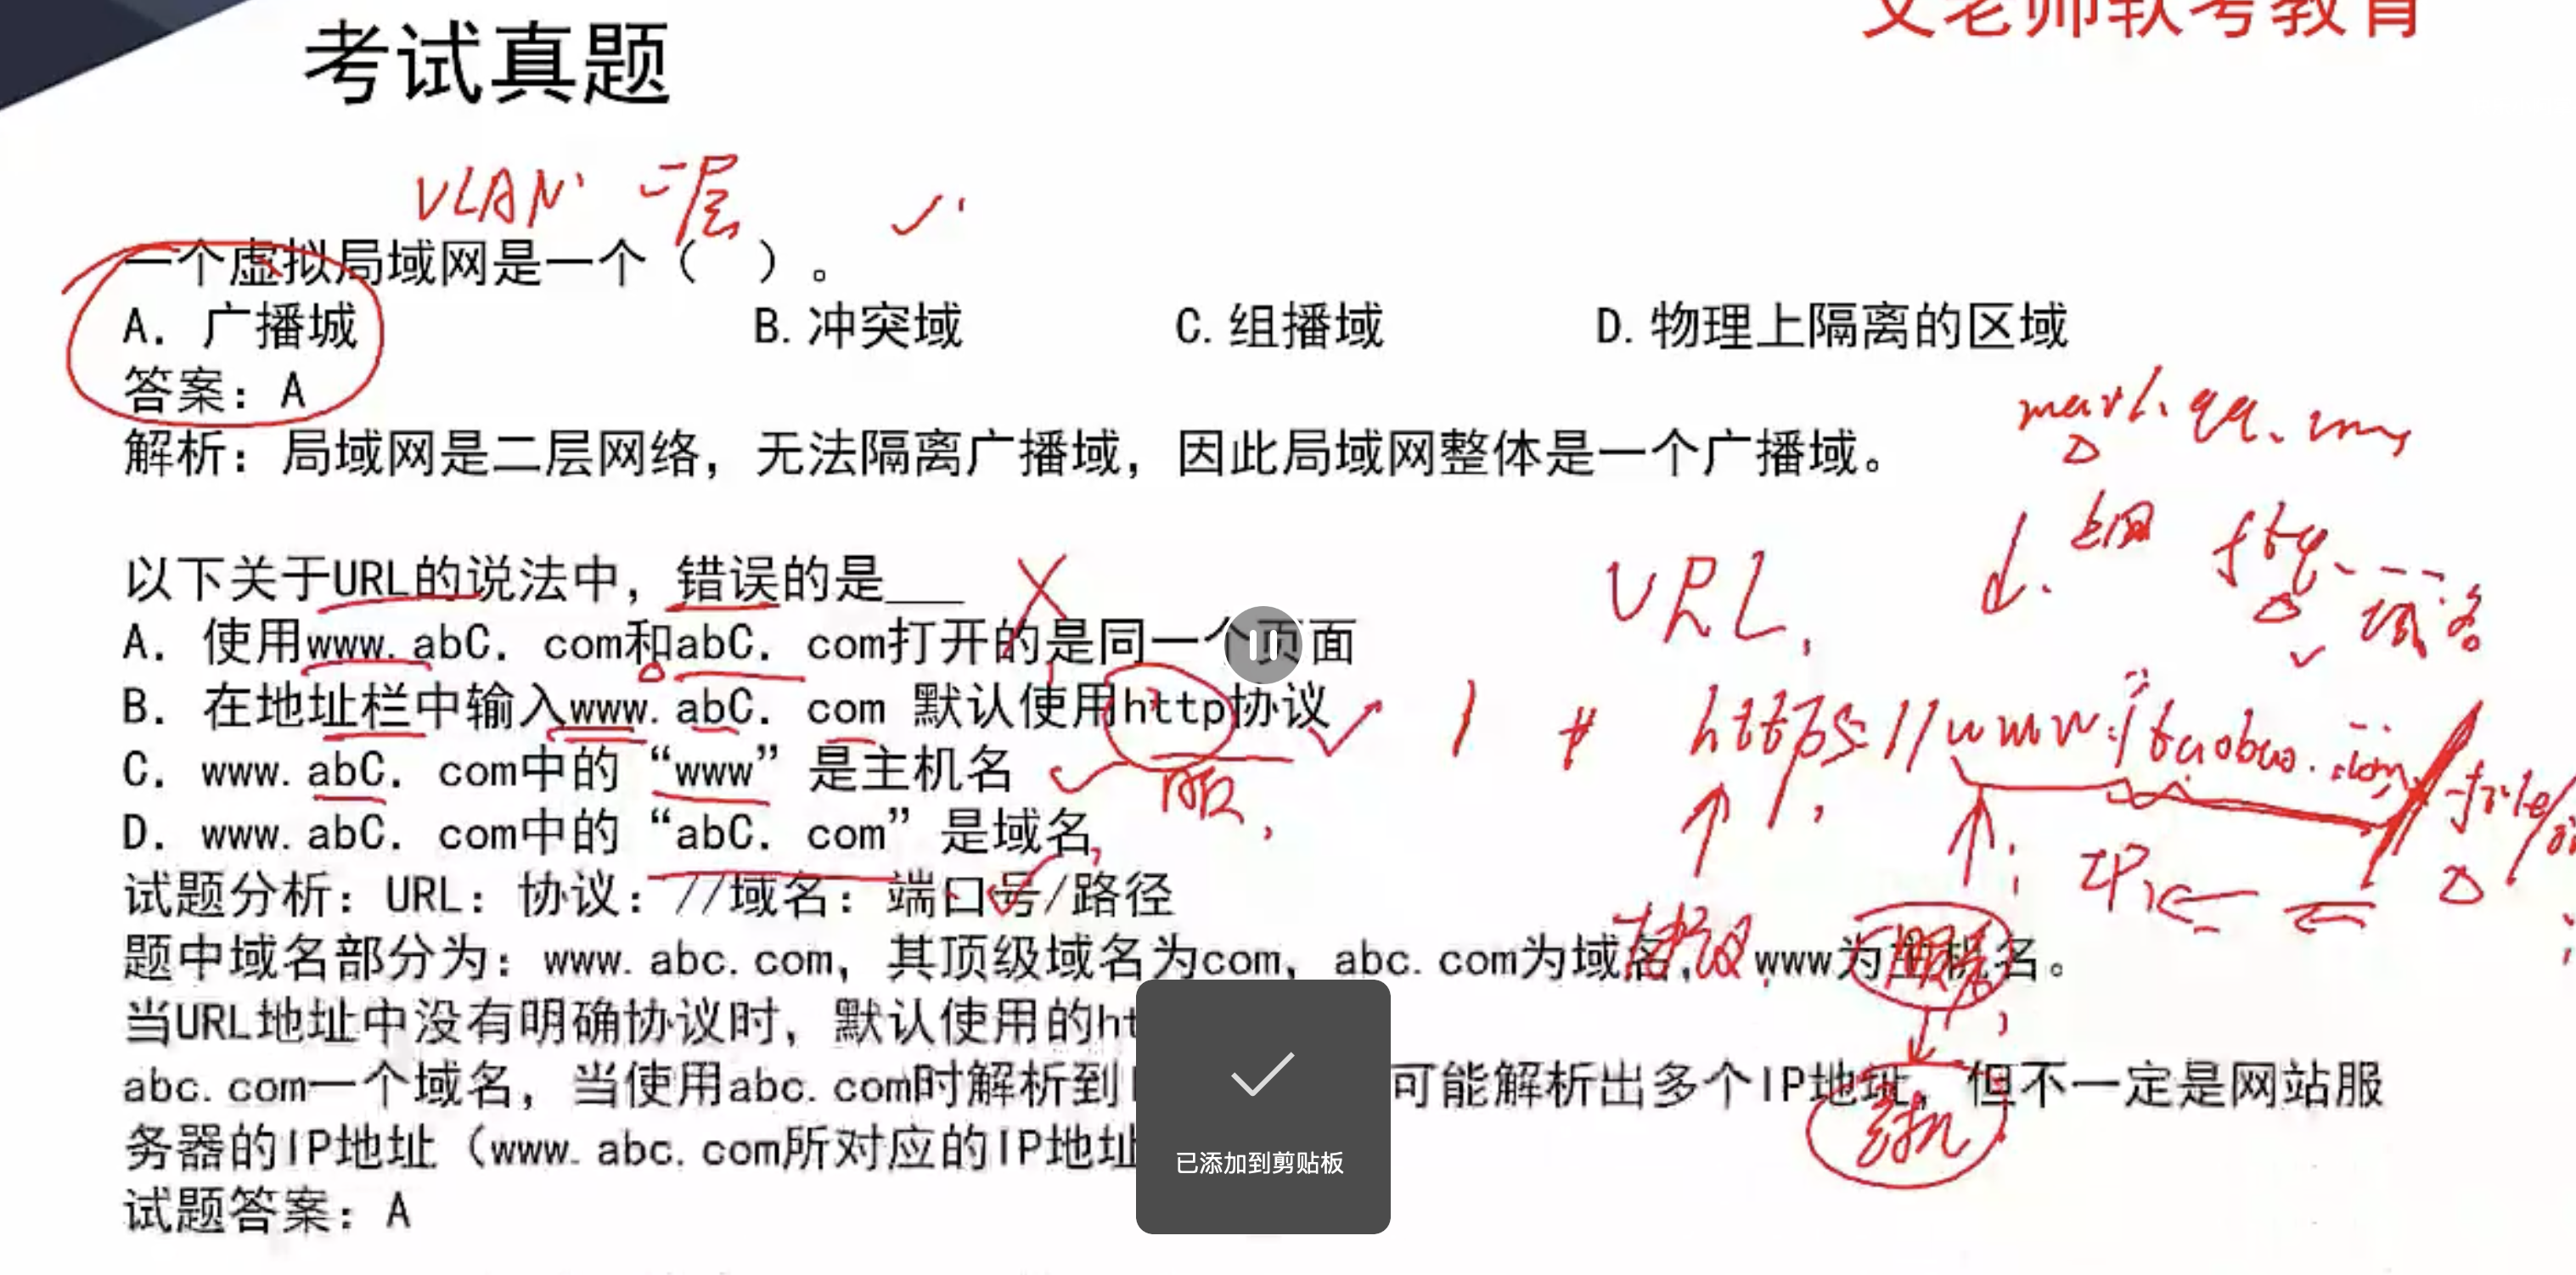 艾老师软考教育
考试真题
VLAN 二层
一个虚拟局域网是一个（ ）。
A. 广播城 B. 冲突域 C. 组播域 D. 物理上隔离的区域
答案：A
解析：局域网是二层网络，无法隔离广播域，因此局域网整体是一个广播域。
以下关于URL的说法中，错误的是___
URL
A. 使用www. abC. com和abC. com打开的是同一个页面
域名
B. 在地址栏中输入www. abC. com 默认使用http协议
https://www.taobao.com
C. www. abC. com中的 “www” 是主机名
D. www. abC. com中的 “abC. com” 是域名
IP
试题分析：URL：协议：//域名：端口号/路径
协议
服务
题中域名部分为：www. abc. com，其顶级域名为com，abc. com为域名，www为主机名。
当URL地址中没有明确协议时，默认使用的ht
abc. com一个域名，当使用abc. com时解析到 可能解析出多个IP地址，但不一定是网站服
务器的IP地址（www. abc. com所对应的IP地址
主机
已添加到剪贴板
试题答案：A